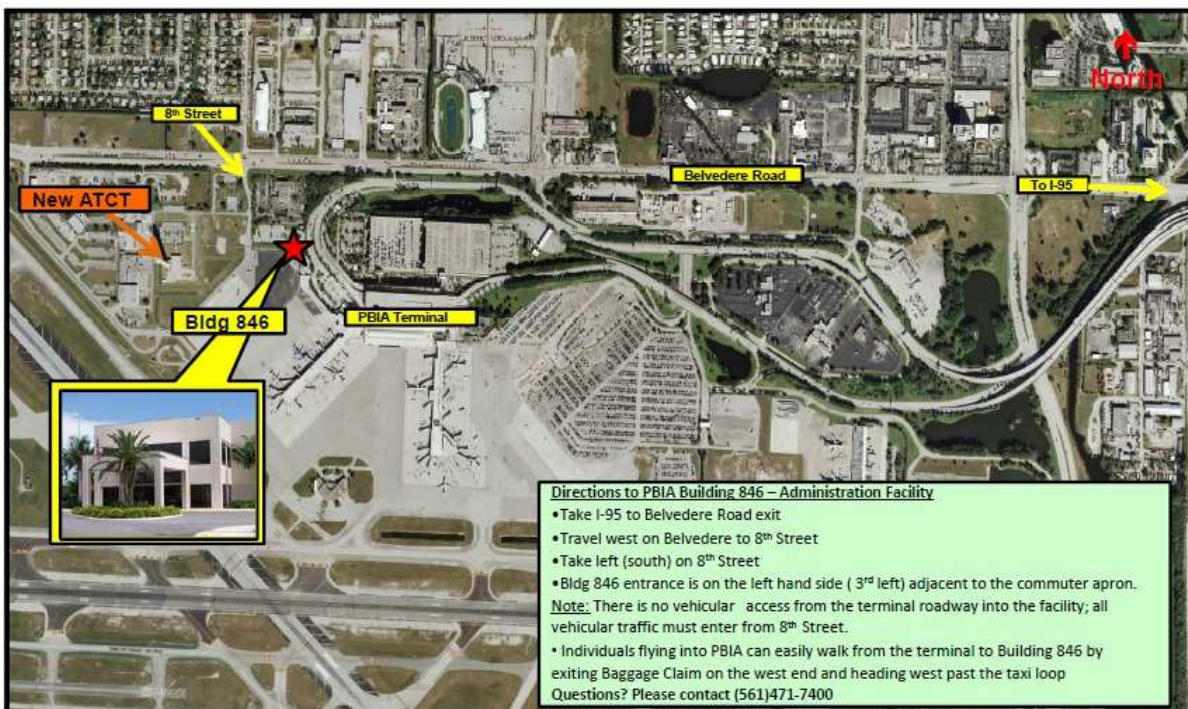 North
8th Street
Belvedere Road
To I-95
New ATCT
Bldg 846
PBIA Terminal
Directions to PBIA Building 846 – Administration Facility
•Take I-95 to Belvedere Road exit
•Travel west on Belvedere to 8th Street
•Take left (south) on 8th Street
•Bldg 846 entrance is on the left hand side ( 3rd left) adjacent to the commuter apron.
Note: There is no vehicular access from the terminal roadway into the facility; all
vehicular traffic must enter from 8th Street.
• Individuals flying into PBIA can easily walk from the terminal to Building 846 by
exiting Baggage Claim on the west end and heading west past the taxi loop
Questions? Please contact (561)471-7400